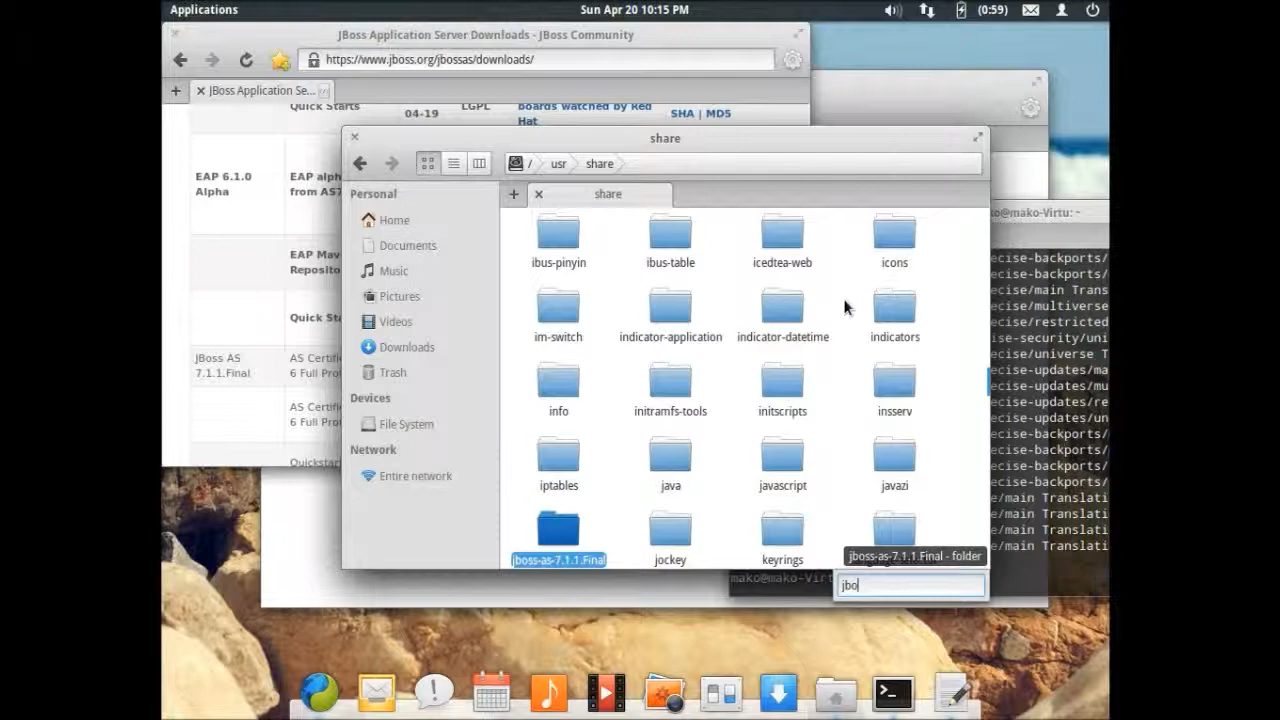 Applications
Sun Apr 20 10:15 PM
(0:59)
JBoss Application Server Downloads - JBoss Community
https://www.jboss.org/jbossas/downloads/
JBoss Application Se...
Quick Starts
04-19
LGPL
boards watched by Red
Hat
SHA | MD5
EAP 6.1.0
Alpha
EAP alph
from AS7
EAP Mav
Reposito
Quick Sta
JBoss AS
7.1.1.Final
AS Certifi
6 Full Pro
AS Certifi
6 Full Pro
Quickstart
share
/
usr
share
share
Personal
Home
Documents
Music
Pictures
Videos
Downloads
Trash
Devices
File System
Network
Entire network
ibus-pinyin
ibus-table
icedtea-web
icons
im-switch
indicator-application
indicator-datetime
indicators
info
initramfs-tools
initscripts
insserv
iptables
java
javascript
javazi
jboss-as-7.1.1.Final
jockey
keyrings
jboss-as-7.1.1.Final - folder
jbo
ko@mako-Virtu: ~
ecise-backports/
ecise/main Trans
ecise/multiverse
ecise/restricted
ecise-security/uni
ecise/universe T
ecise-updates/ma
ecise-updates/mu
ecise-updates/re
ecise-updates/un
ecise-backports/
ecise-backports/
ecise-backports/
ecise-backports/
e/main Translati
e/main Translati
e/main Translati
e/main Translati
mako@mako-Virt